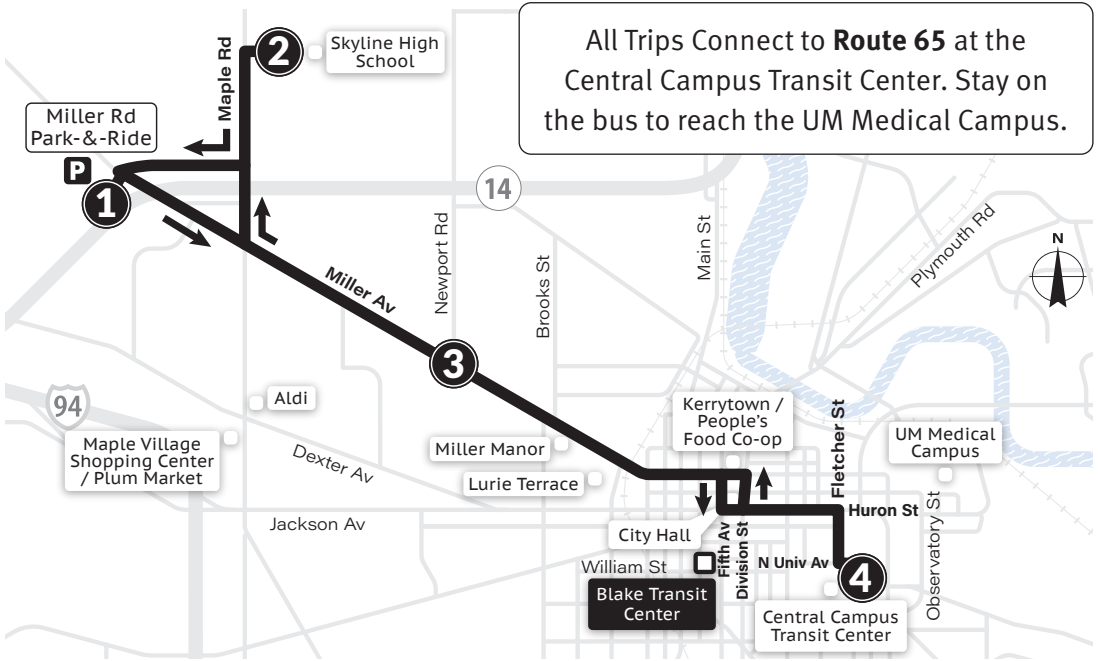 All Trips Connect to Route 65 at the
Central Campus Transit Center. Stay on
the bus to reach the UM Medical Campus.
Maple Rd
2
Skyline High
School
Miller Rd
Park-&-Ride
P
1
14
Newport Rd
Brooks St
Main St
Plymouth Rd
N
Miller Av
3
94
Aldi
Maple Village
Shopping Center
/ Plum Market
Dexter Av
Jackson Av
Miller Manor
Lurie Terrace
Kerrytown /
People's
Food Co-op
Fletcher St
UM Medical
Campus
Huron St
Observatory St
City Hall
Fifth Av
Division St
William St
N Univ Av
4
Blake Transit
Center
Central Campus
Transit Center